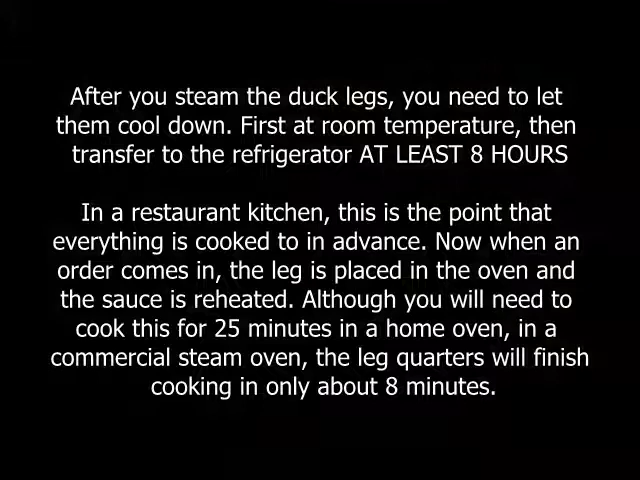 After you steam the duck legs, you need to let
them cool down. First at room temperature, then
transfer to the refrigerator AT LEAST 8 HOURS
In a restaurant kitchen, this is the point that
everything is cooked to in advance. Now when an
order comes in, the leg is placed in the oven and
the sauce is reheated. Although you will need to
cook this for 25 minutes in a home oven, in a
commercial steam oven, the leg quarters will finish
cooking in only about 8 minutes.